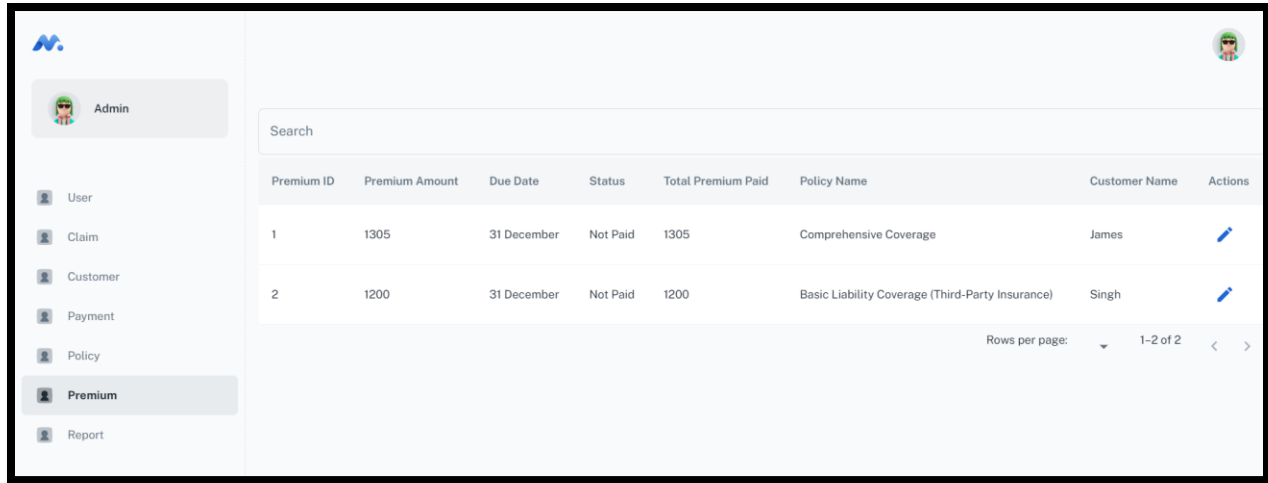 Admin
User
Claim
Customer
Payment
Policy
Premium
Report
Search
Premium ID Premium Amount Due Date Status Total Premium Paid Policy Name Customer Name Actions
1 1305 31 December Not Paid 1305 Comprehensive Coverage James
2 1200 31 December Not Paid 1200 Basic Liability Coverage (Third-Party Insurance) Singh
Rows per page: 1–2 of 2